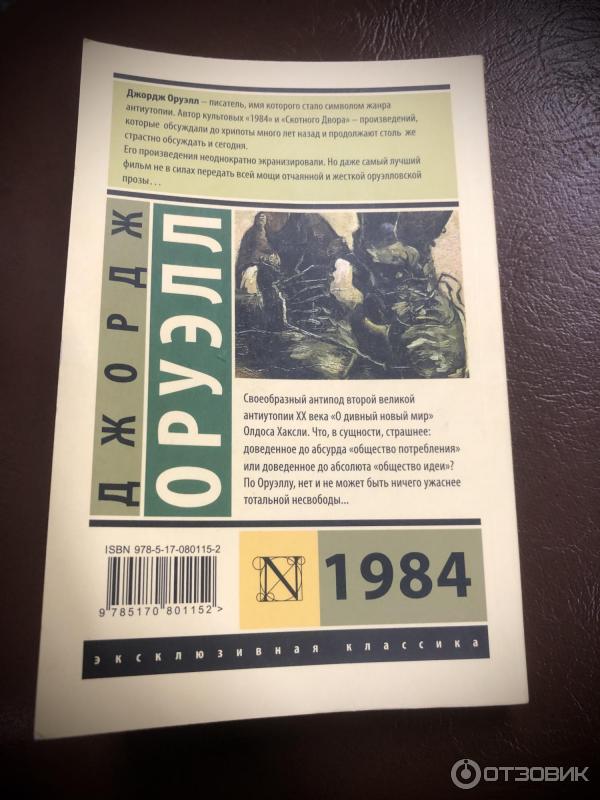 Джордж Оруэлл – писатель, имя которого стало символом жанра
антиутопии. Автор культовых «1984» и «Скотного Двора» – произведений,
которые обсуждали до хрипоты много лет назад и продолжают столь же
страстно обсуждать и сегодня.
Его произведения неоднократно экранизировали. Но даже самый лучший
фильм не в силах передать всей мощи отчаянной и жесткой оруэлловской
прозы...
ДЖОРДЖ
ОРУЭЛЛ
Своеобразный антипод второй великой
антиутопии XX века «О дивный новый мир»
Олдоса Хаксли. Что, в сущности, страшнее:
доведенное до абсурда «общество потребления»
или доведенное до абсолюта «общество идеи»?
По Оруэллу, нет и не может быть ничего ужаснее
тотальной несвободы...
ISBN 978-5-17-080115-2
9 785170 801152 >
N
1984
эксклюзивная классика
ОТЗОВИК